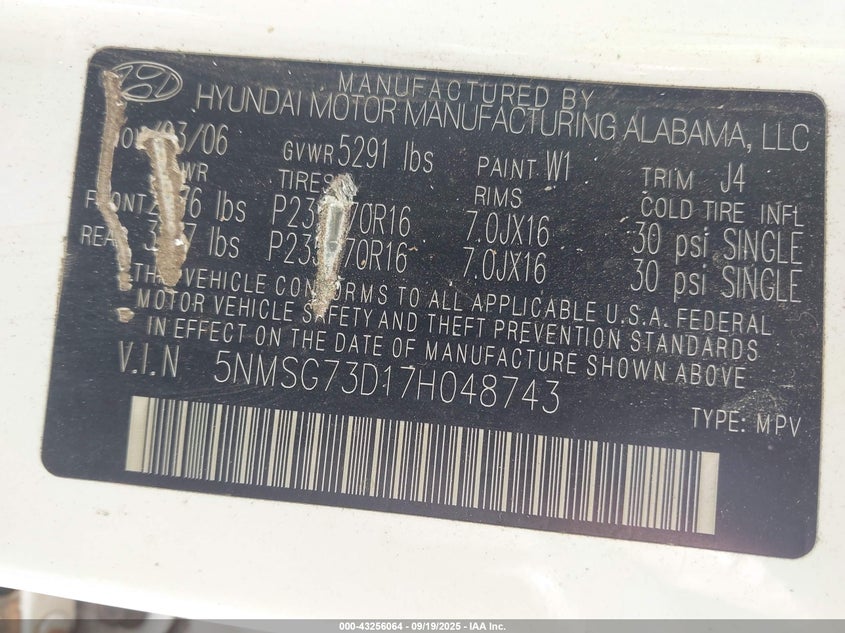 MANUFACTURED BY
HYUNDAI MOTOR MANUFACTURING ALABAMA, LLC
/03/06 GVWR 5291 lbs PAINT W1 TRIM J4
TIRES RIMS COLD TIRE INFL
FRONT lbs 7.0JX16 30 psi SINGLE
lbs 7.0JX16 30 psi SINGLE
THIS VEHICLE CONFORMS TO ALL APPLICABLE U.S.A. FEDERAL
MOTOR VEHICLE SAFETY AND THEFT PREVENTION STANDARDS
IN EFFECT ON THE DATE OF MANUFACTURE SHOWN ABOVE.
V.I.N 5NMSG73D17H048743
TYPE: MPV
000-43256064 - 09/19/2025 - IAA Inc.